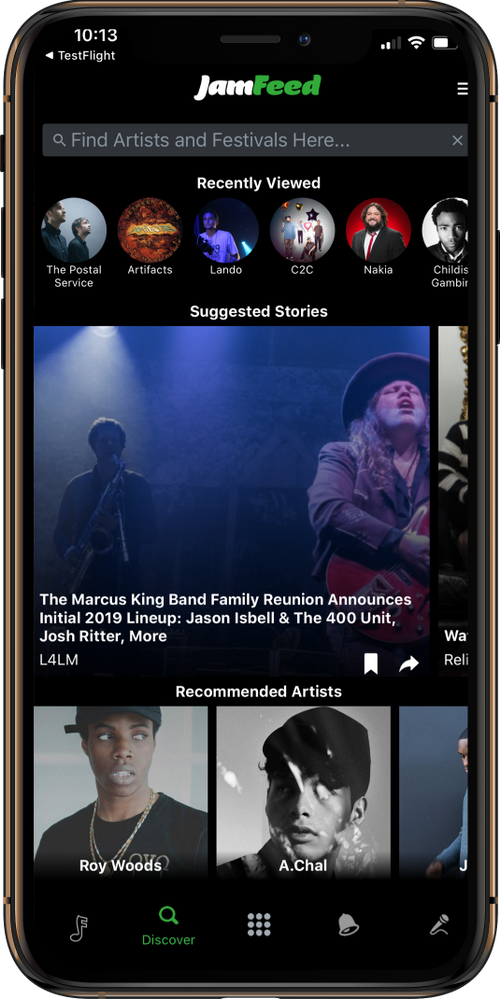 10:13
◀ TestFlight
JamFeed
Find Artists and Festivals Here...
Recently Viewed
The Postal
Service
Artifacts
Lando
C2C
Nakia
Childis
Gambin
Suggested Stories
The Marcus King Band Family Reunion Announces
Initial 2019 Lineup: Jason Isbell & The 400 Unit,
Josh Ritter, More
L4LM
Wa
Reli
Recommended Artists
OVO
Roy Woods
A.Chal
J
Discover